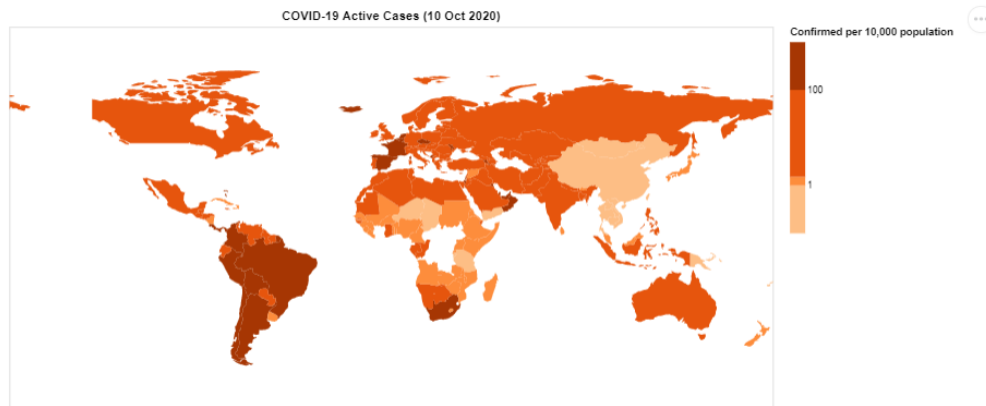 COVID-19 Active Cases (10 Oct 2020)
Confirmed per 10,000 population
100
1